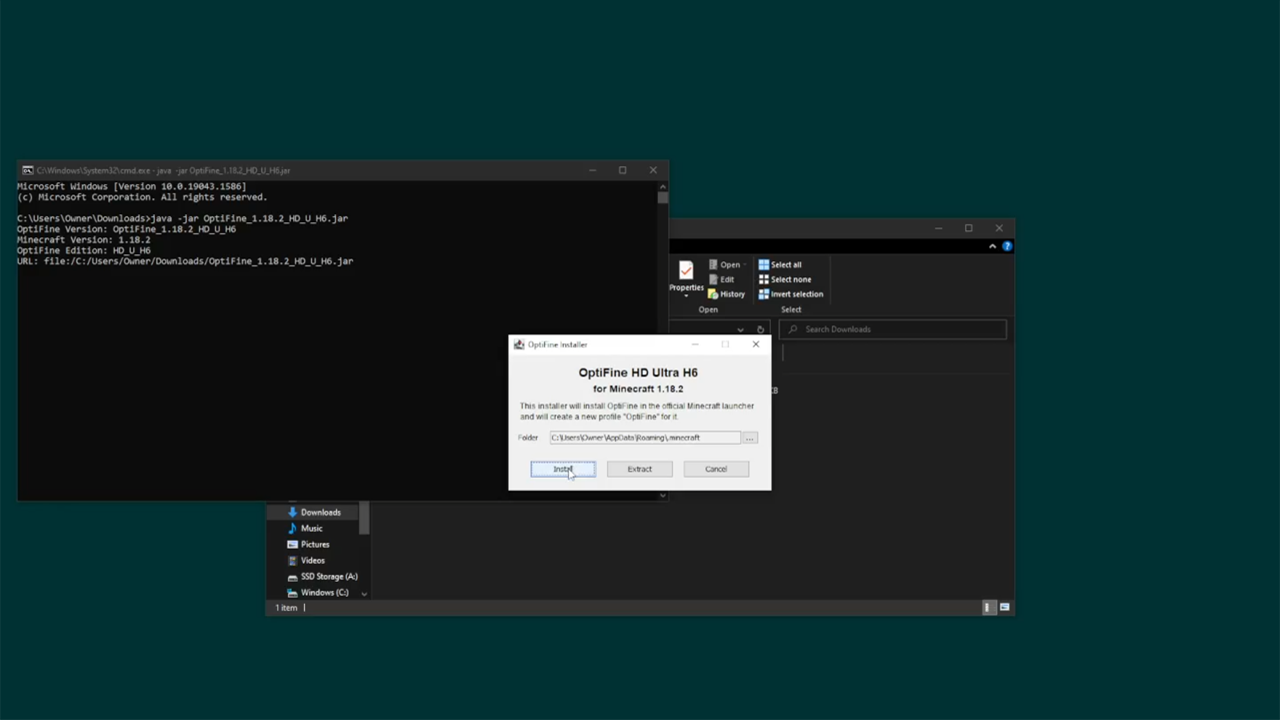 C:\Windows\System32\cmd.exe - java -jar OptiFine_1.18.2_HD_U_H6.jar
Microsoft Windows [Version 10.0.19043.1586]
(c) Microsoft Corporation. All rights reserved.
C:\Users\Owner\Downloads>java -jar OptiFine_1.18.2_HD_U_H6.jar
OptiFine Version: OptiFine_1.18.2_HD_U_H6
Minecraft Version: 1.18.2
OptiFine Edition: HD_U_H6
URL: file:/C:/Users/Owner/Downloads/OptiFine_1.18.2_HD_U_H6.jar
Properties
Open
Edit
History
Open
Select all
Select none
Invert selection
Select
Search Downloads
OptiFine Installer
OptiFine HD Ultra H6
for Minecraft 1.18.2
This installer will install OptiFine in the official Minecraft launcher
and will create a new profile "OptiFine" for it.
Folder C:\Users\Owner\AppData\Roaming\.minecraft ...
Install Extract Cancel
Downloads
Music
Pictures
Videos
SSD Storage (A:)
Windows (C:)
1 item